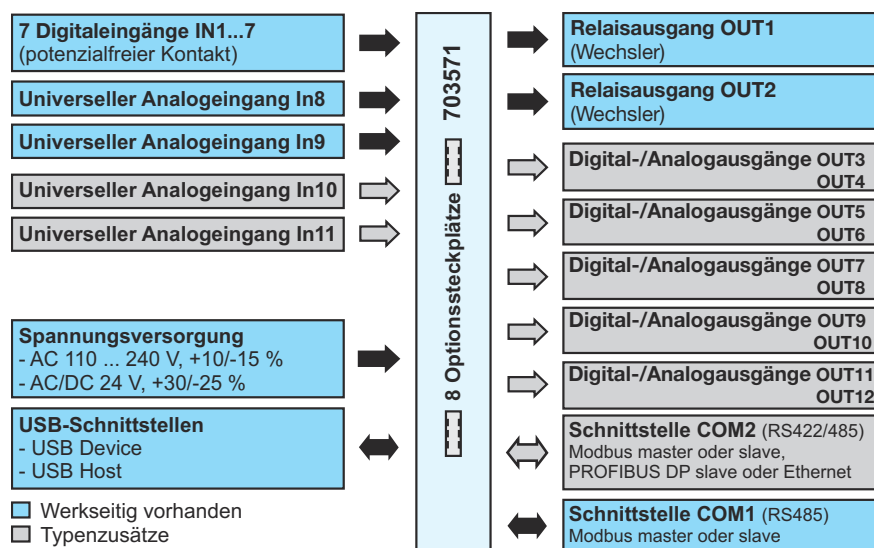 7 Digitaleingänge IN1...7
(potenzialfreier Kontakt)
Universeller Analogeingang In8
Universeller Analogeingang In9
Universeller Analogeingang In10
Universeller Analogeingang In11
Spannungsversorgung
- AC 110 ... 240 V, +10/-15 %
- AC/DC 24 V, +30/-25 %
USB-Schnittstellen
- USB Device
- USB Host
Werkseitig vorhanden
Typenzusätze
8 Optionssteckplätze
703571
Relaisausgang OUT1
(Wechsler)
Relaisausgang OUT2
(Wechsler)
Digital-/Analogausgänge OUT3
OUT4
Digital-/Analogausgänge OUT5
OUT6
Digital-/Analogausgänge OUT7
OUT8
Digital-/Analogausgänge OUT9
OUT10
Digital-/Analogausgänge OUT11
OUT12
Schnittstelle COM2 (RS422/485)
Modbus master oder slave,
PROFIBUS DP slave oder Ethernet
Schnittstelle COM1 (RS485)
Modbus master oder slave